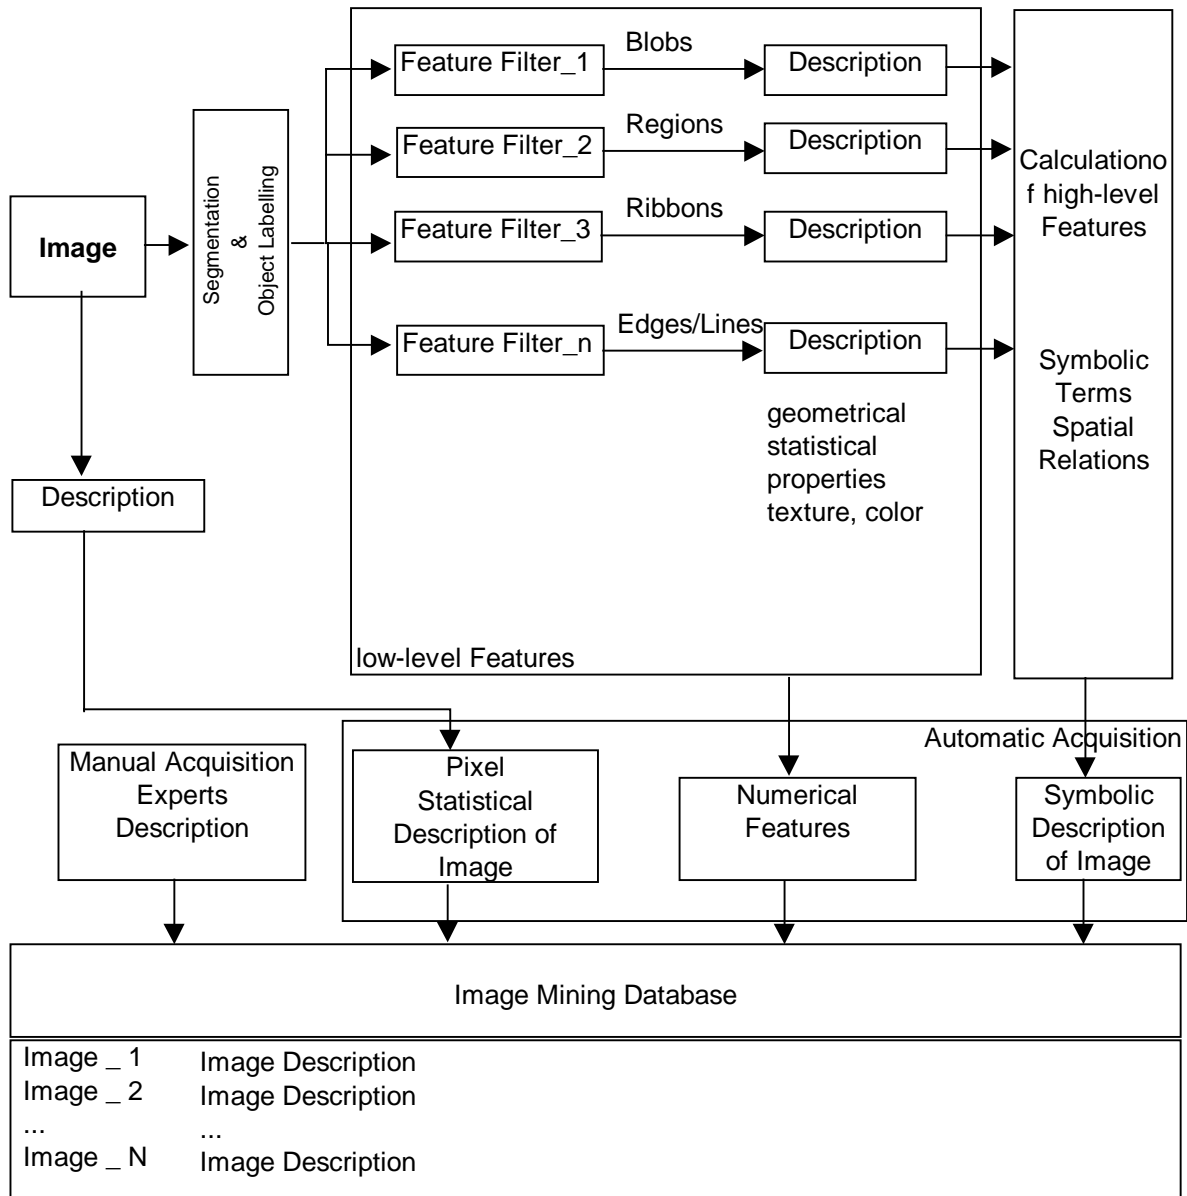 Blobs
Feature Filter_1
Description
Regions
Feature Filter_2
Description
Calculationo
f high-level
Features
Ribbons
Feature Filter_3
Description
Image
Segmentation
&
Object Labelling
Edges/Lines
Feature Filter_n
Description
Symbolic
Terms
Spatial
Relations
geometrical
statistical
properties
texture, color
Description
low-level Features
Automatic Acquisition
Manual Acquisition
Experts
Description
Pixel
Statistical
Description of
Image
Numerical
Features
Symbolic
Description
of Image
Image Mining Database
Image _ 1 Image Description
Image _ 2 Image Description
... ...
Image _ N Image Description